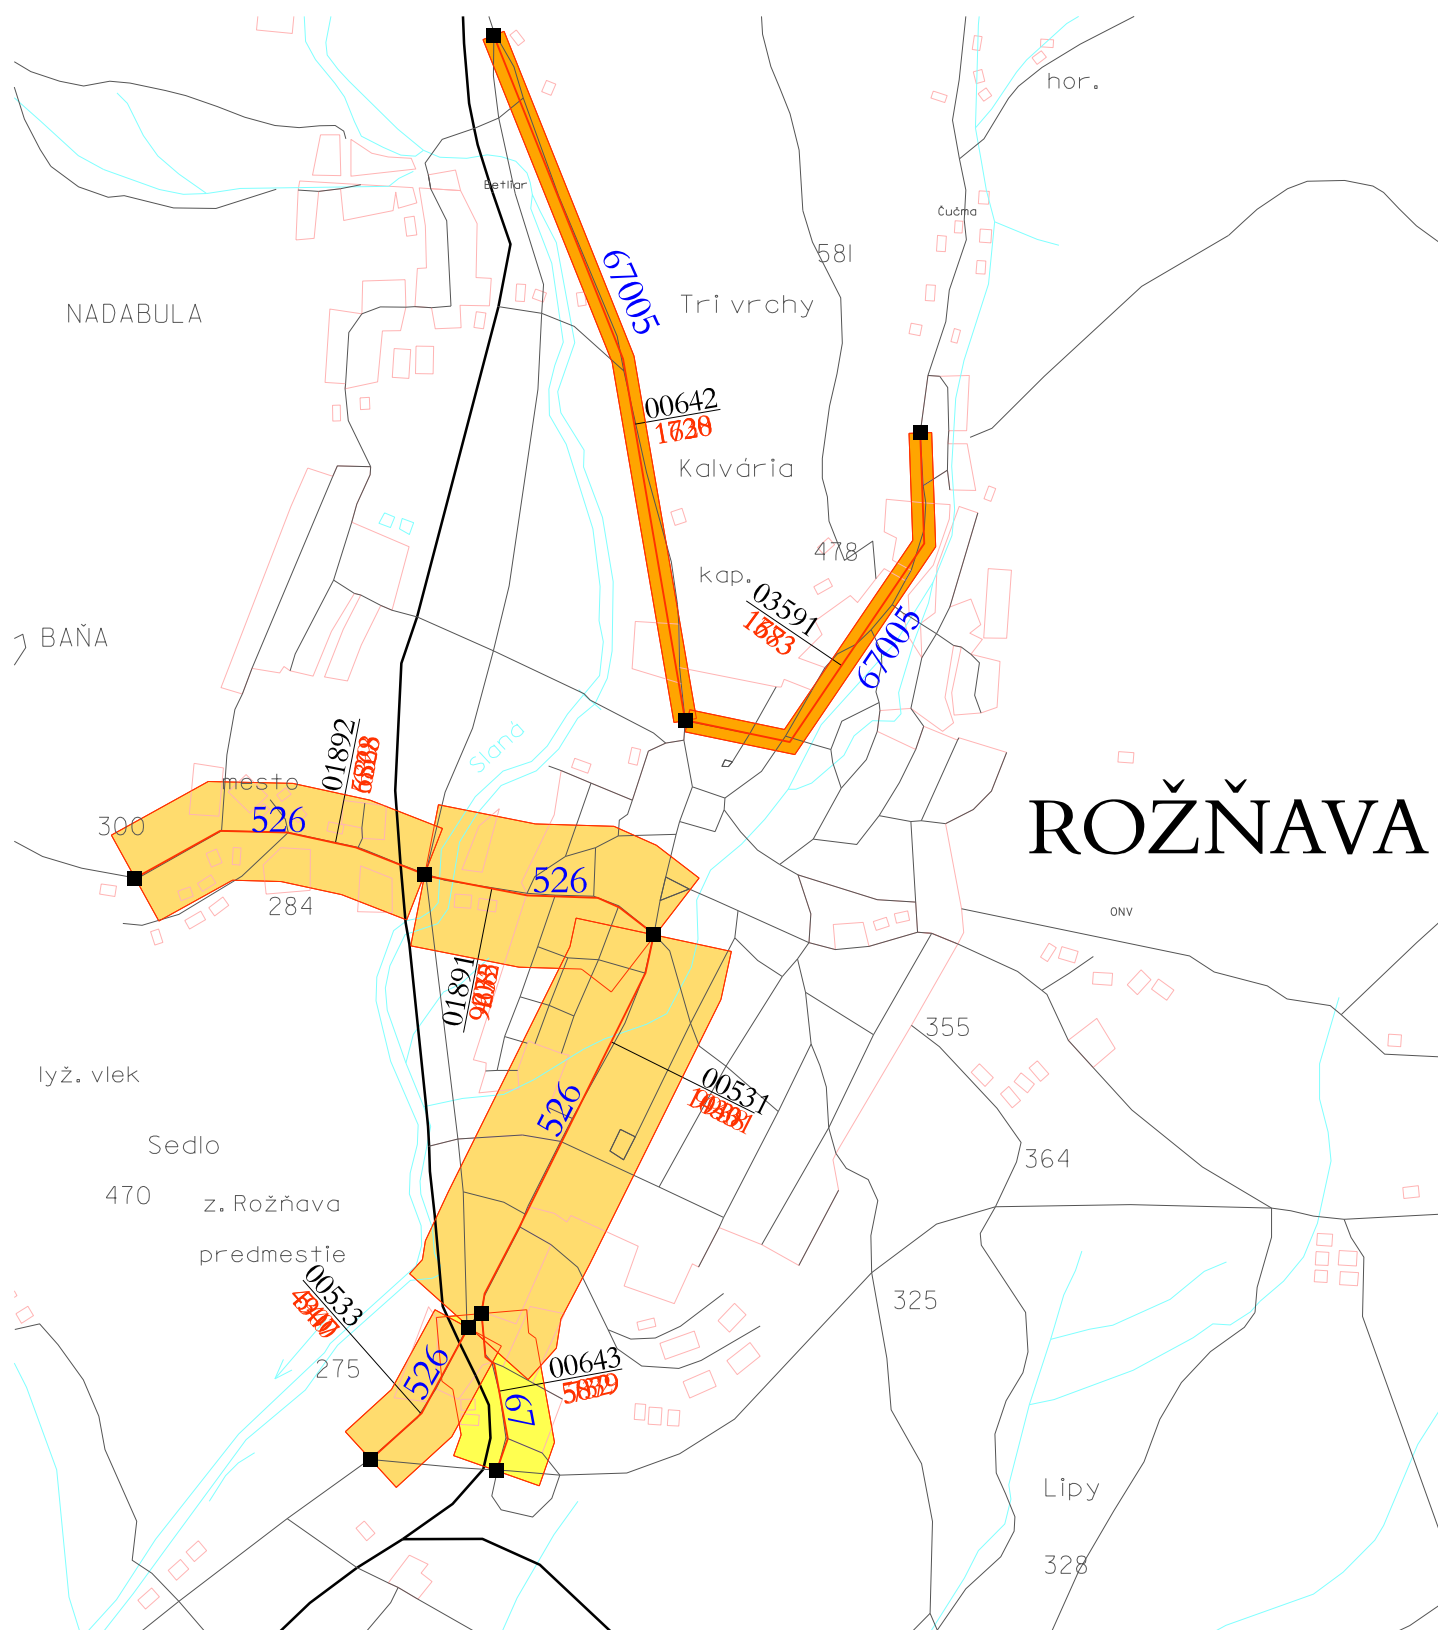 hor.
Betliar
Čučma
581
67005
NADABULA
Tri vrchy
00642
Kalvária
478
kap.
03591
67005
BAŇA
Slaná
01892
mesto
300
526
ROŽŇAVA
526
284
ONV
01891
355
lyž. vlek
00531
526
Sedlo
364
470
z. Rožňava
predmestie
00533
325
275
526
00643
67
Lipy
328